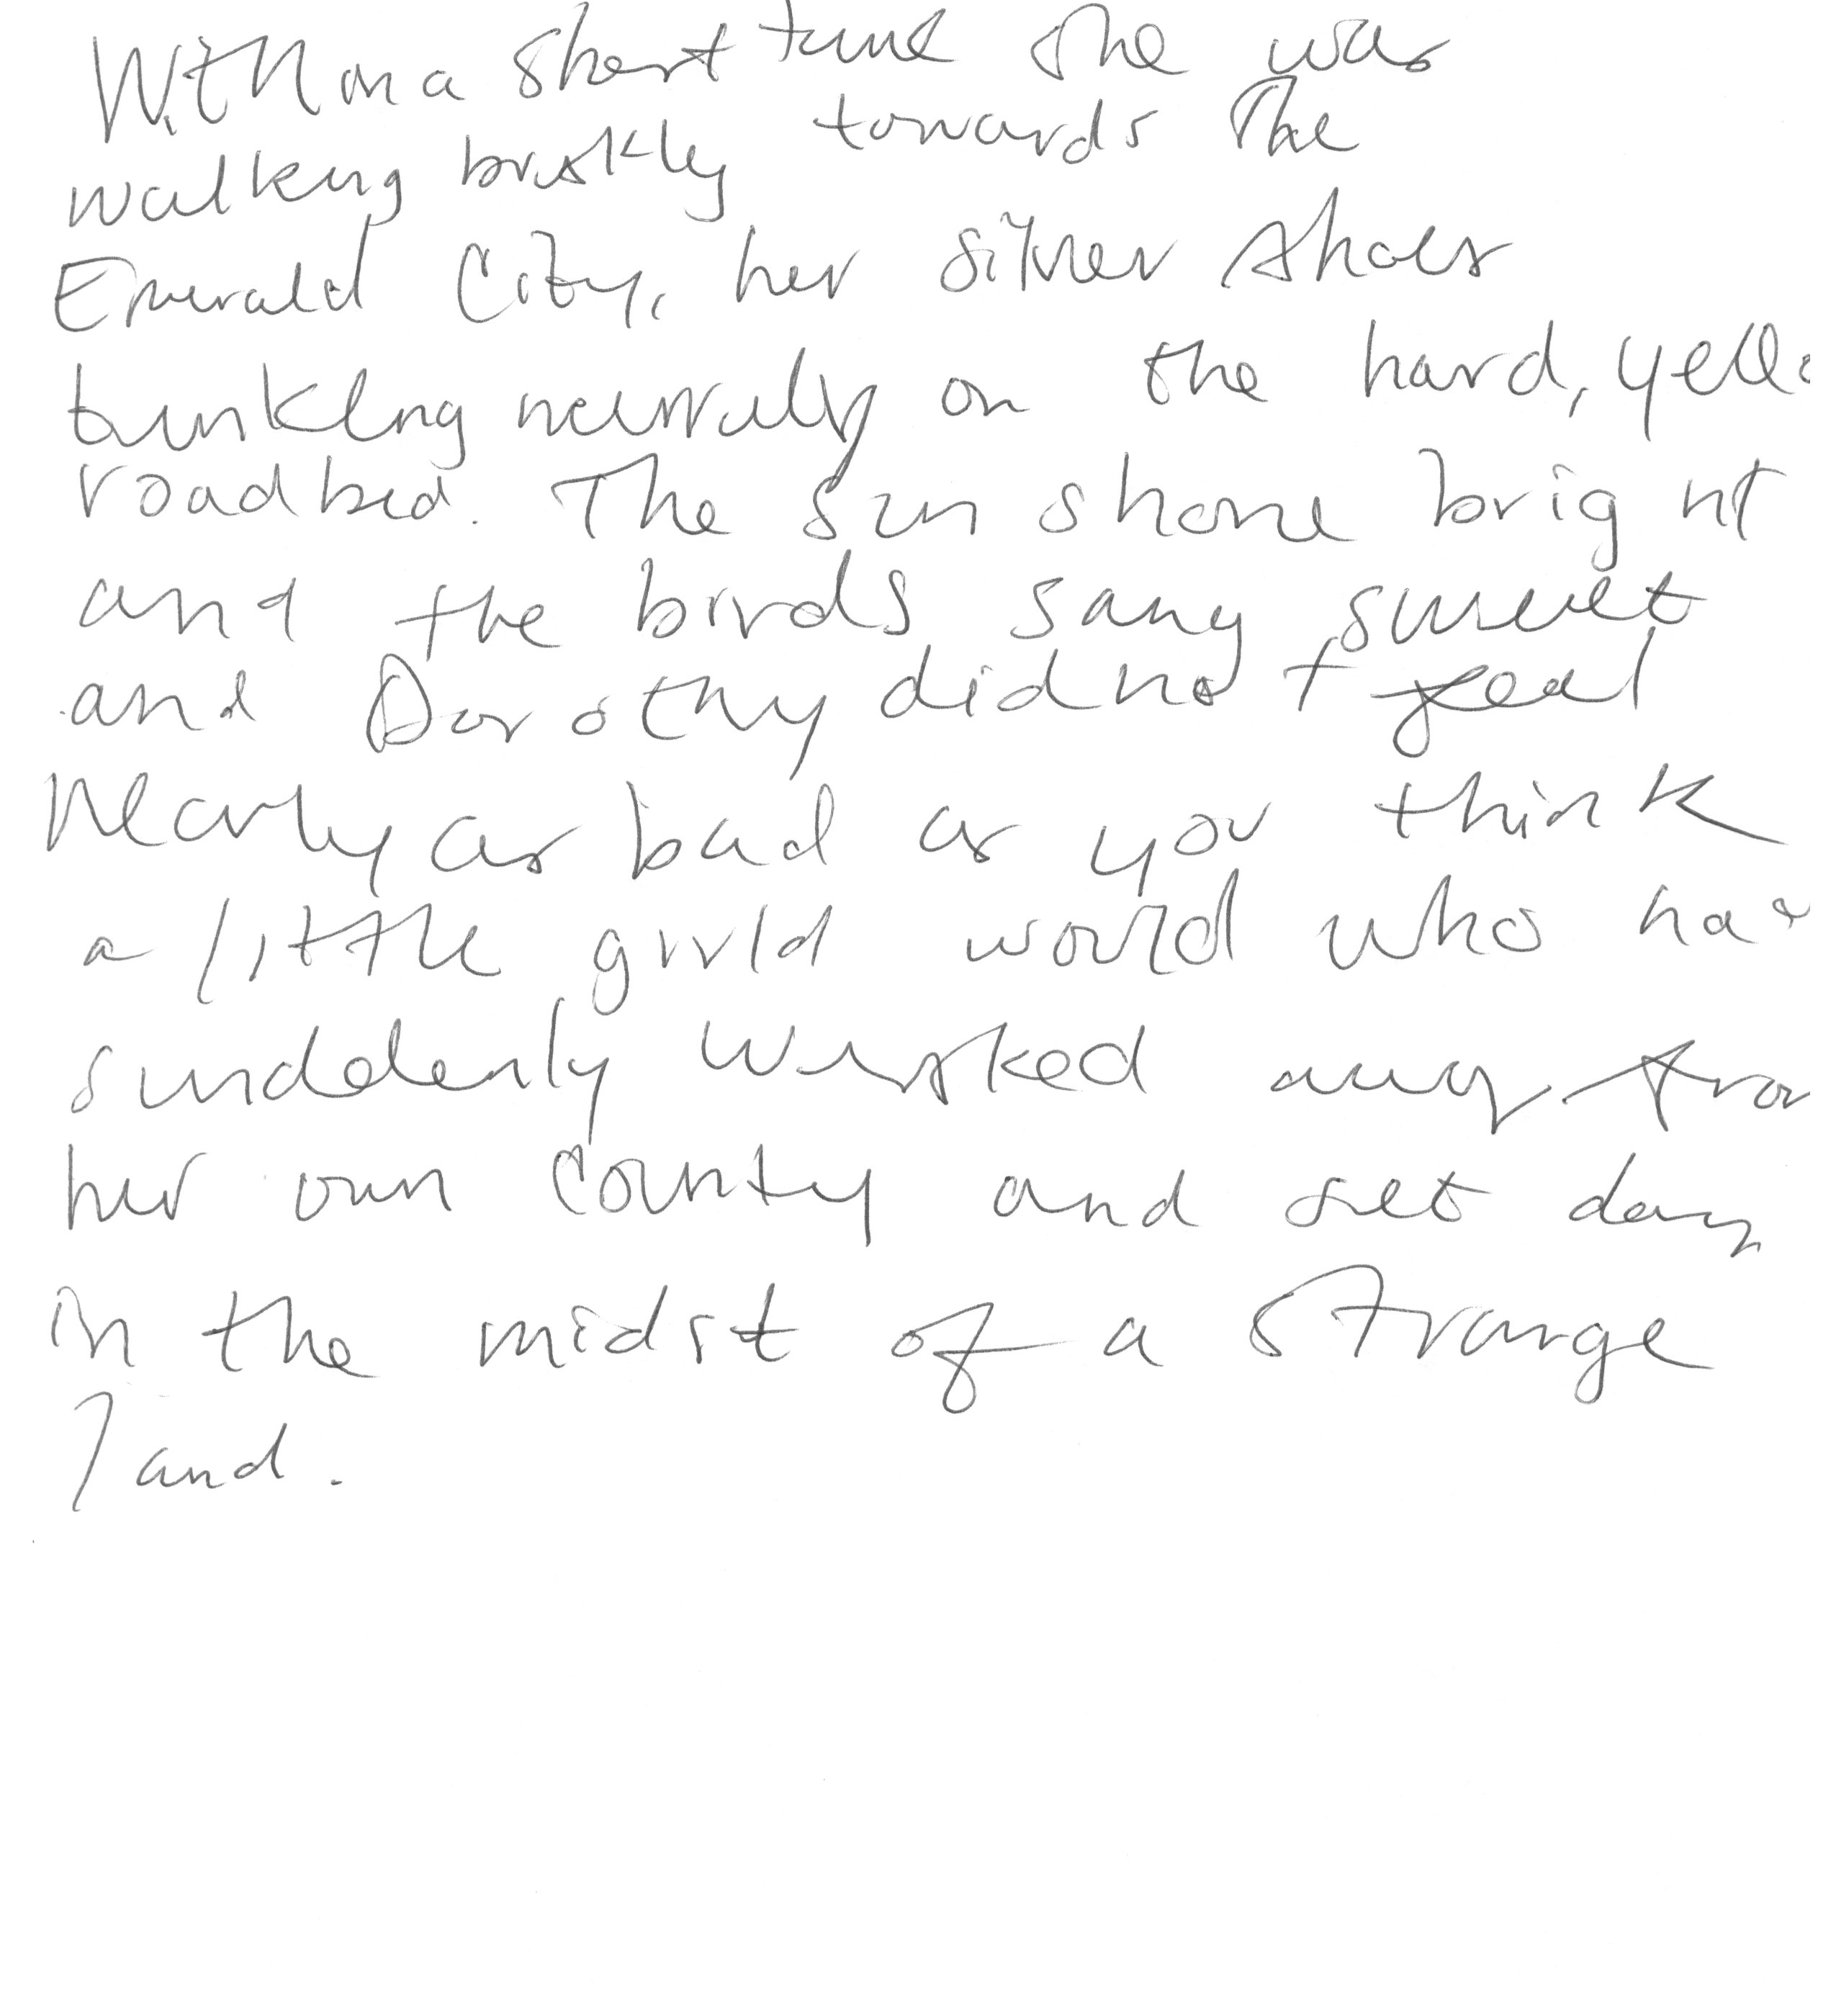 Within a short time she was
walking briskly towards the
Emerald City, her silver shoes
tinkling merrily on the hard, yello
roadbed. The sun shone bright
and the birds sang sweet
and Dorothy did not feel
nearly as bad as you think
a little girld would who had
suddenly whisked away from
her own county and set down
in the midst of a strange
land.